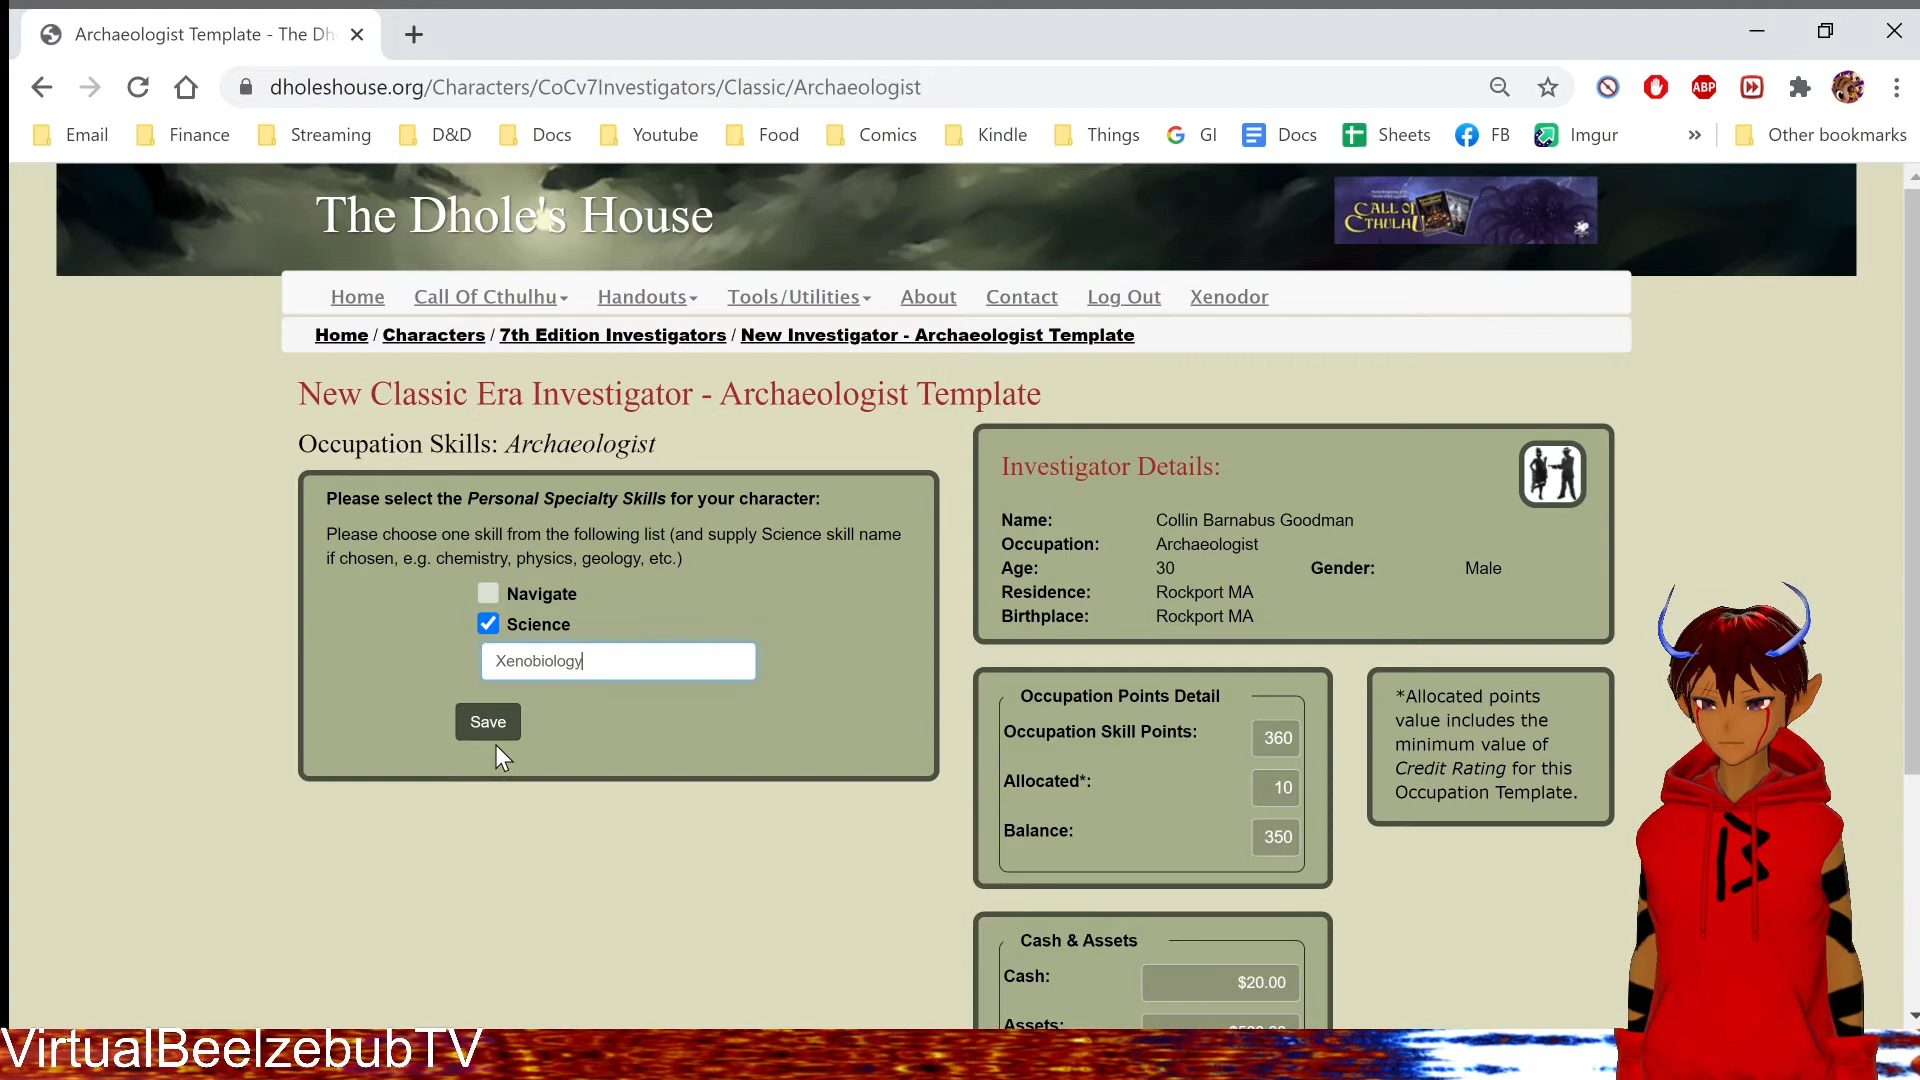 Archaeologist Template - The Dh
dholeshouse.org/Characters/CoCv7Investigators/Classic/Archaeologist
ABP
Email Finance Streaming D&D Docs Youtube Food Comics Kindle Things GI Docs Sheets FB Imgur » Other bookmarks
The Dhole's House
CALL OF
CTHULHU
Home Call Of Cthulhu Handouts Tools/Utilities About Contact Log Out Xenodor
Home / Characters / 7th Edition Investigators / New Investigator - Archaeologist Template
New Classic Era Investigator - Archaeologist Template
Occupation Skills: Archaeologist
Please select the Personal Specialty Skills for your character:
Please choose one skill from the following list (and supply Science skill name
if chosen, e.g. chemistry, physics, geology, etc.)
Navigate
Science
Xenobiology
Save
Investigator Details:
Name: Collin Barnabus Goodman
Occupation: Archaeologist
Age: 30 Gender: Male
Residence: Rockport MA
Birthplace: Rockport MA
Occupation Points Detail
Occupation Skill Points: 360
Allocated*: 10
Balance: 350
*Allocated points
value includes the
minimum value of
Credit Rating for this
Occupation Template.
Cash & Assets
Cash: $20.00
Assets:
VirtualBeelzebubTV